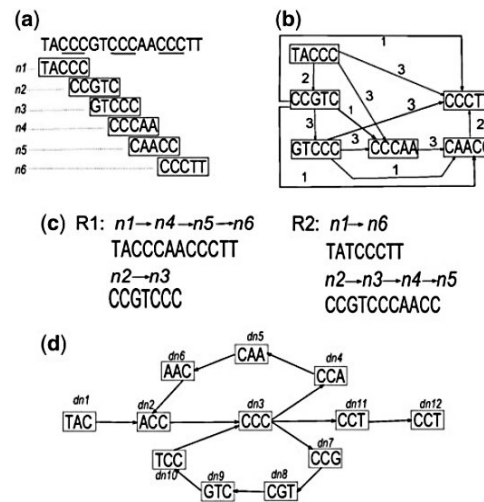 (a)
TACCCGTCCCAACCCTT
n1 TACCC
n2 CCGTC
n3 GTCCC
n4 CCCAA
n5 CAACC
n6 CCCTT
(b)
1
TACCC
3
2
CCGTC 1 3 3 CCCTT
3 2
GTCCC 3 CCCAA 3 CAACC
1 1
(c) R1: n1→n4→n5→n6 R2: n1→n6
TACCCAACCCTT TATCCCTT
n2→n3 n2→n3→n4→n5
CCGTCCC CCGTCCCAACC
(d)
dn5
CAA
dn6 dn4
AAC CCA
dn1 dn2 dn3 dn11 dn12
TAC ACC CCC CCT CCT
dn7
TCC CCG
dn10 dn9 dn8
GTC CGT